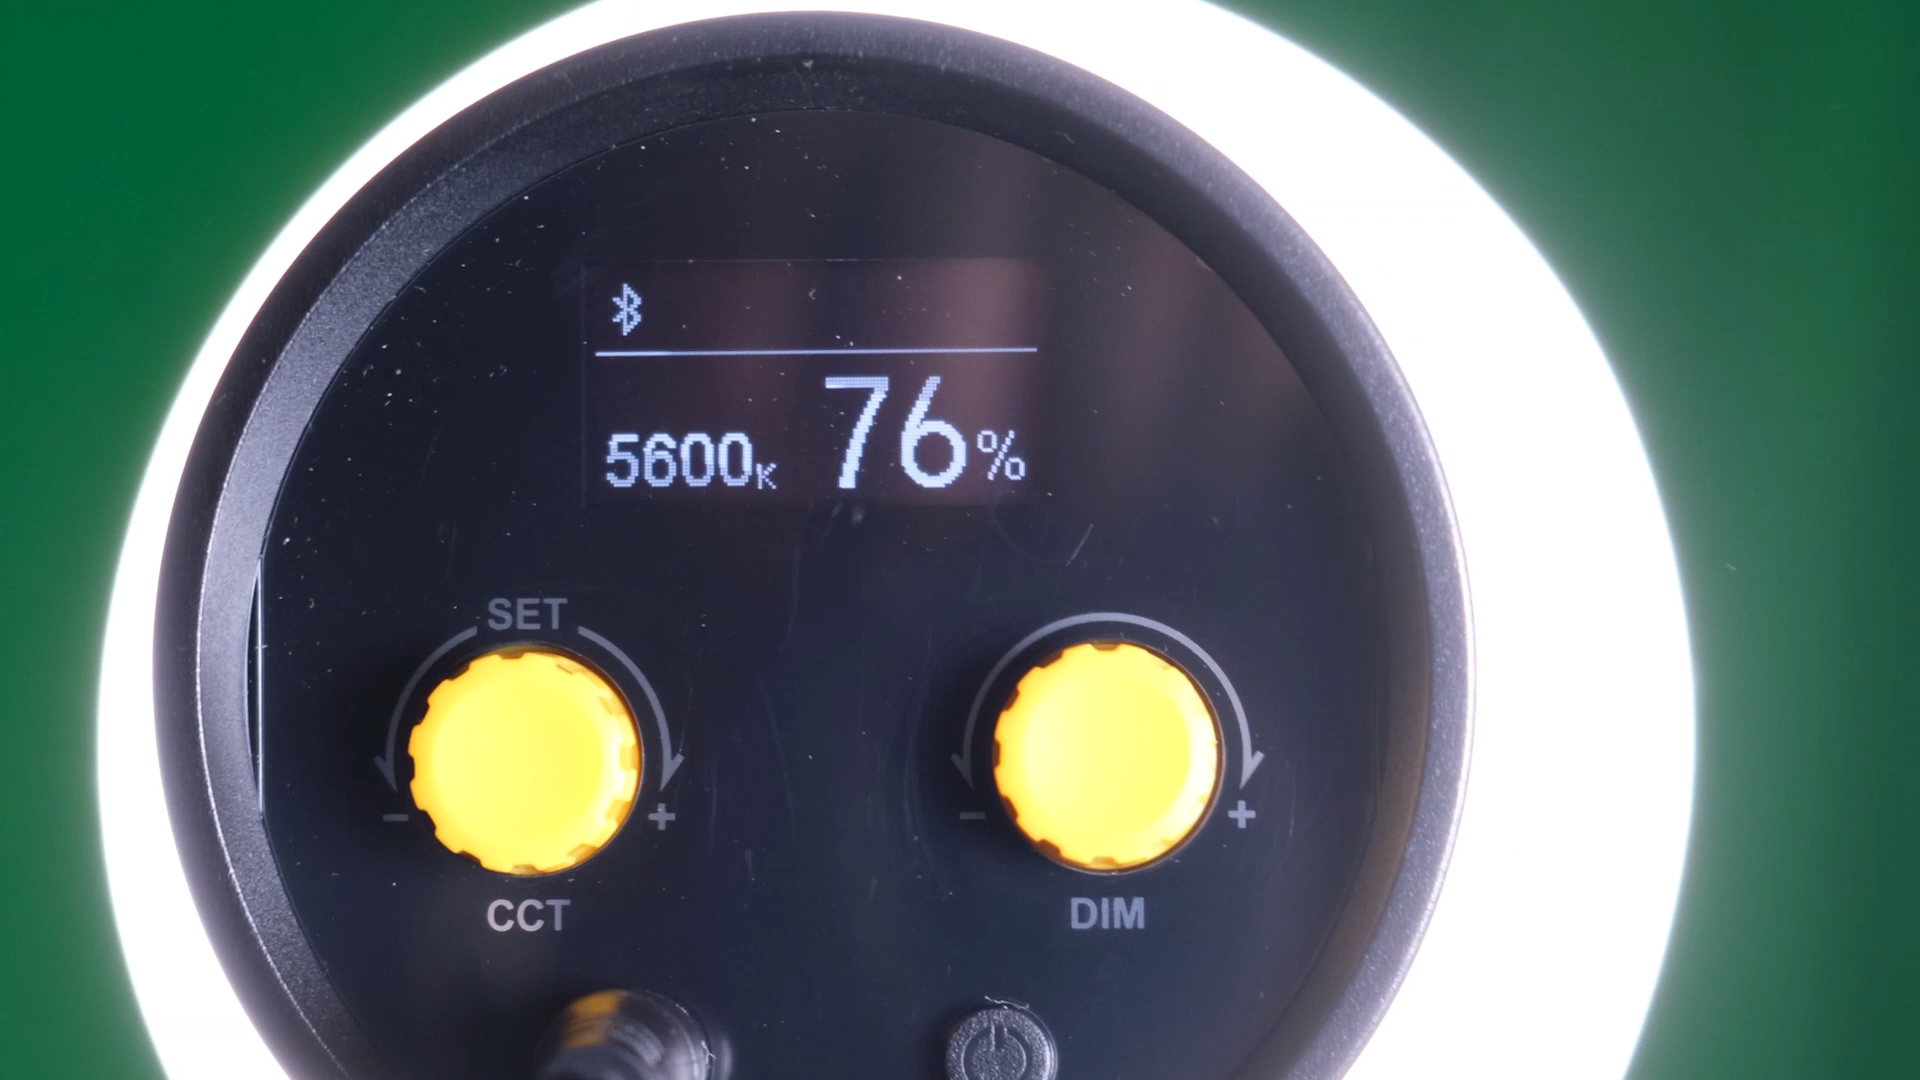 5600K 76%
SET
- + - +
CCT DIM